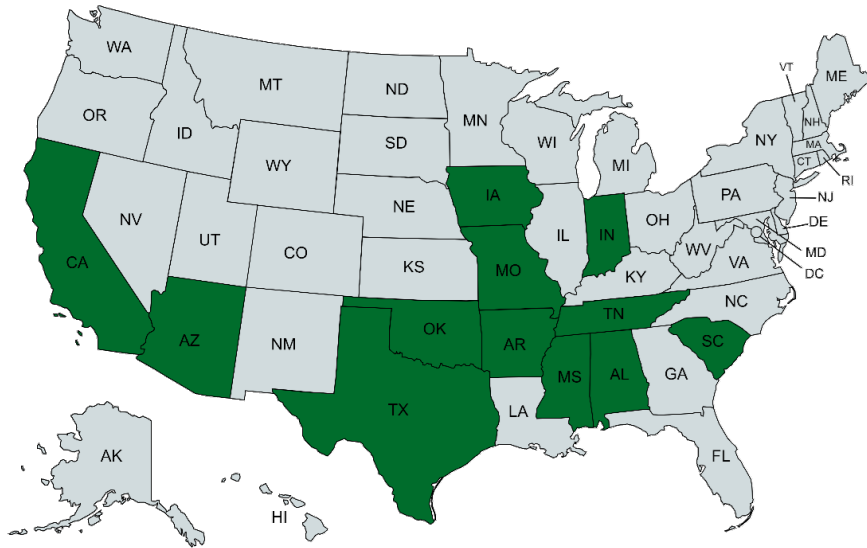 WA
MT
ND
MN
VT
ME
OR
ID
SD
WI
NH
NY
MA
WY
MI
CT
RI
IA
NE
PA
NJ
NV
OH
DE
UT
IL
IN
CO
WV
MD
CA
KS
MO
VA
DC
KY
NC
TN
OK
AZ
NM
AR
SC
MS
AL
GA
TX
LA
AK
FL
HI